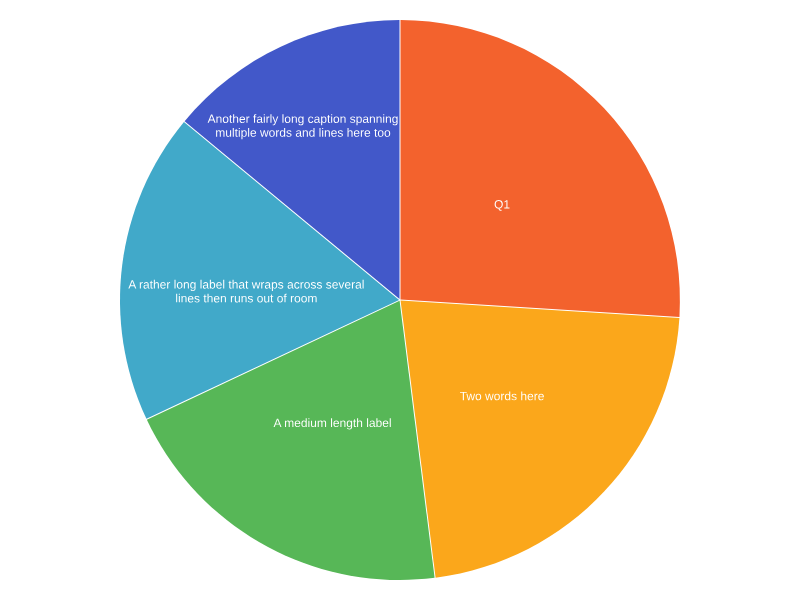 Another fairly long caption spanning
multiple words and lines here too
Q1
A rather long label that wraps across several
lines then runs out of room
Two words here
A medium length label